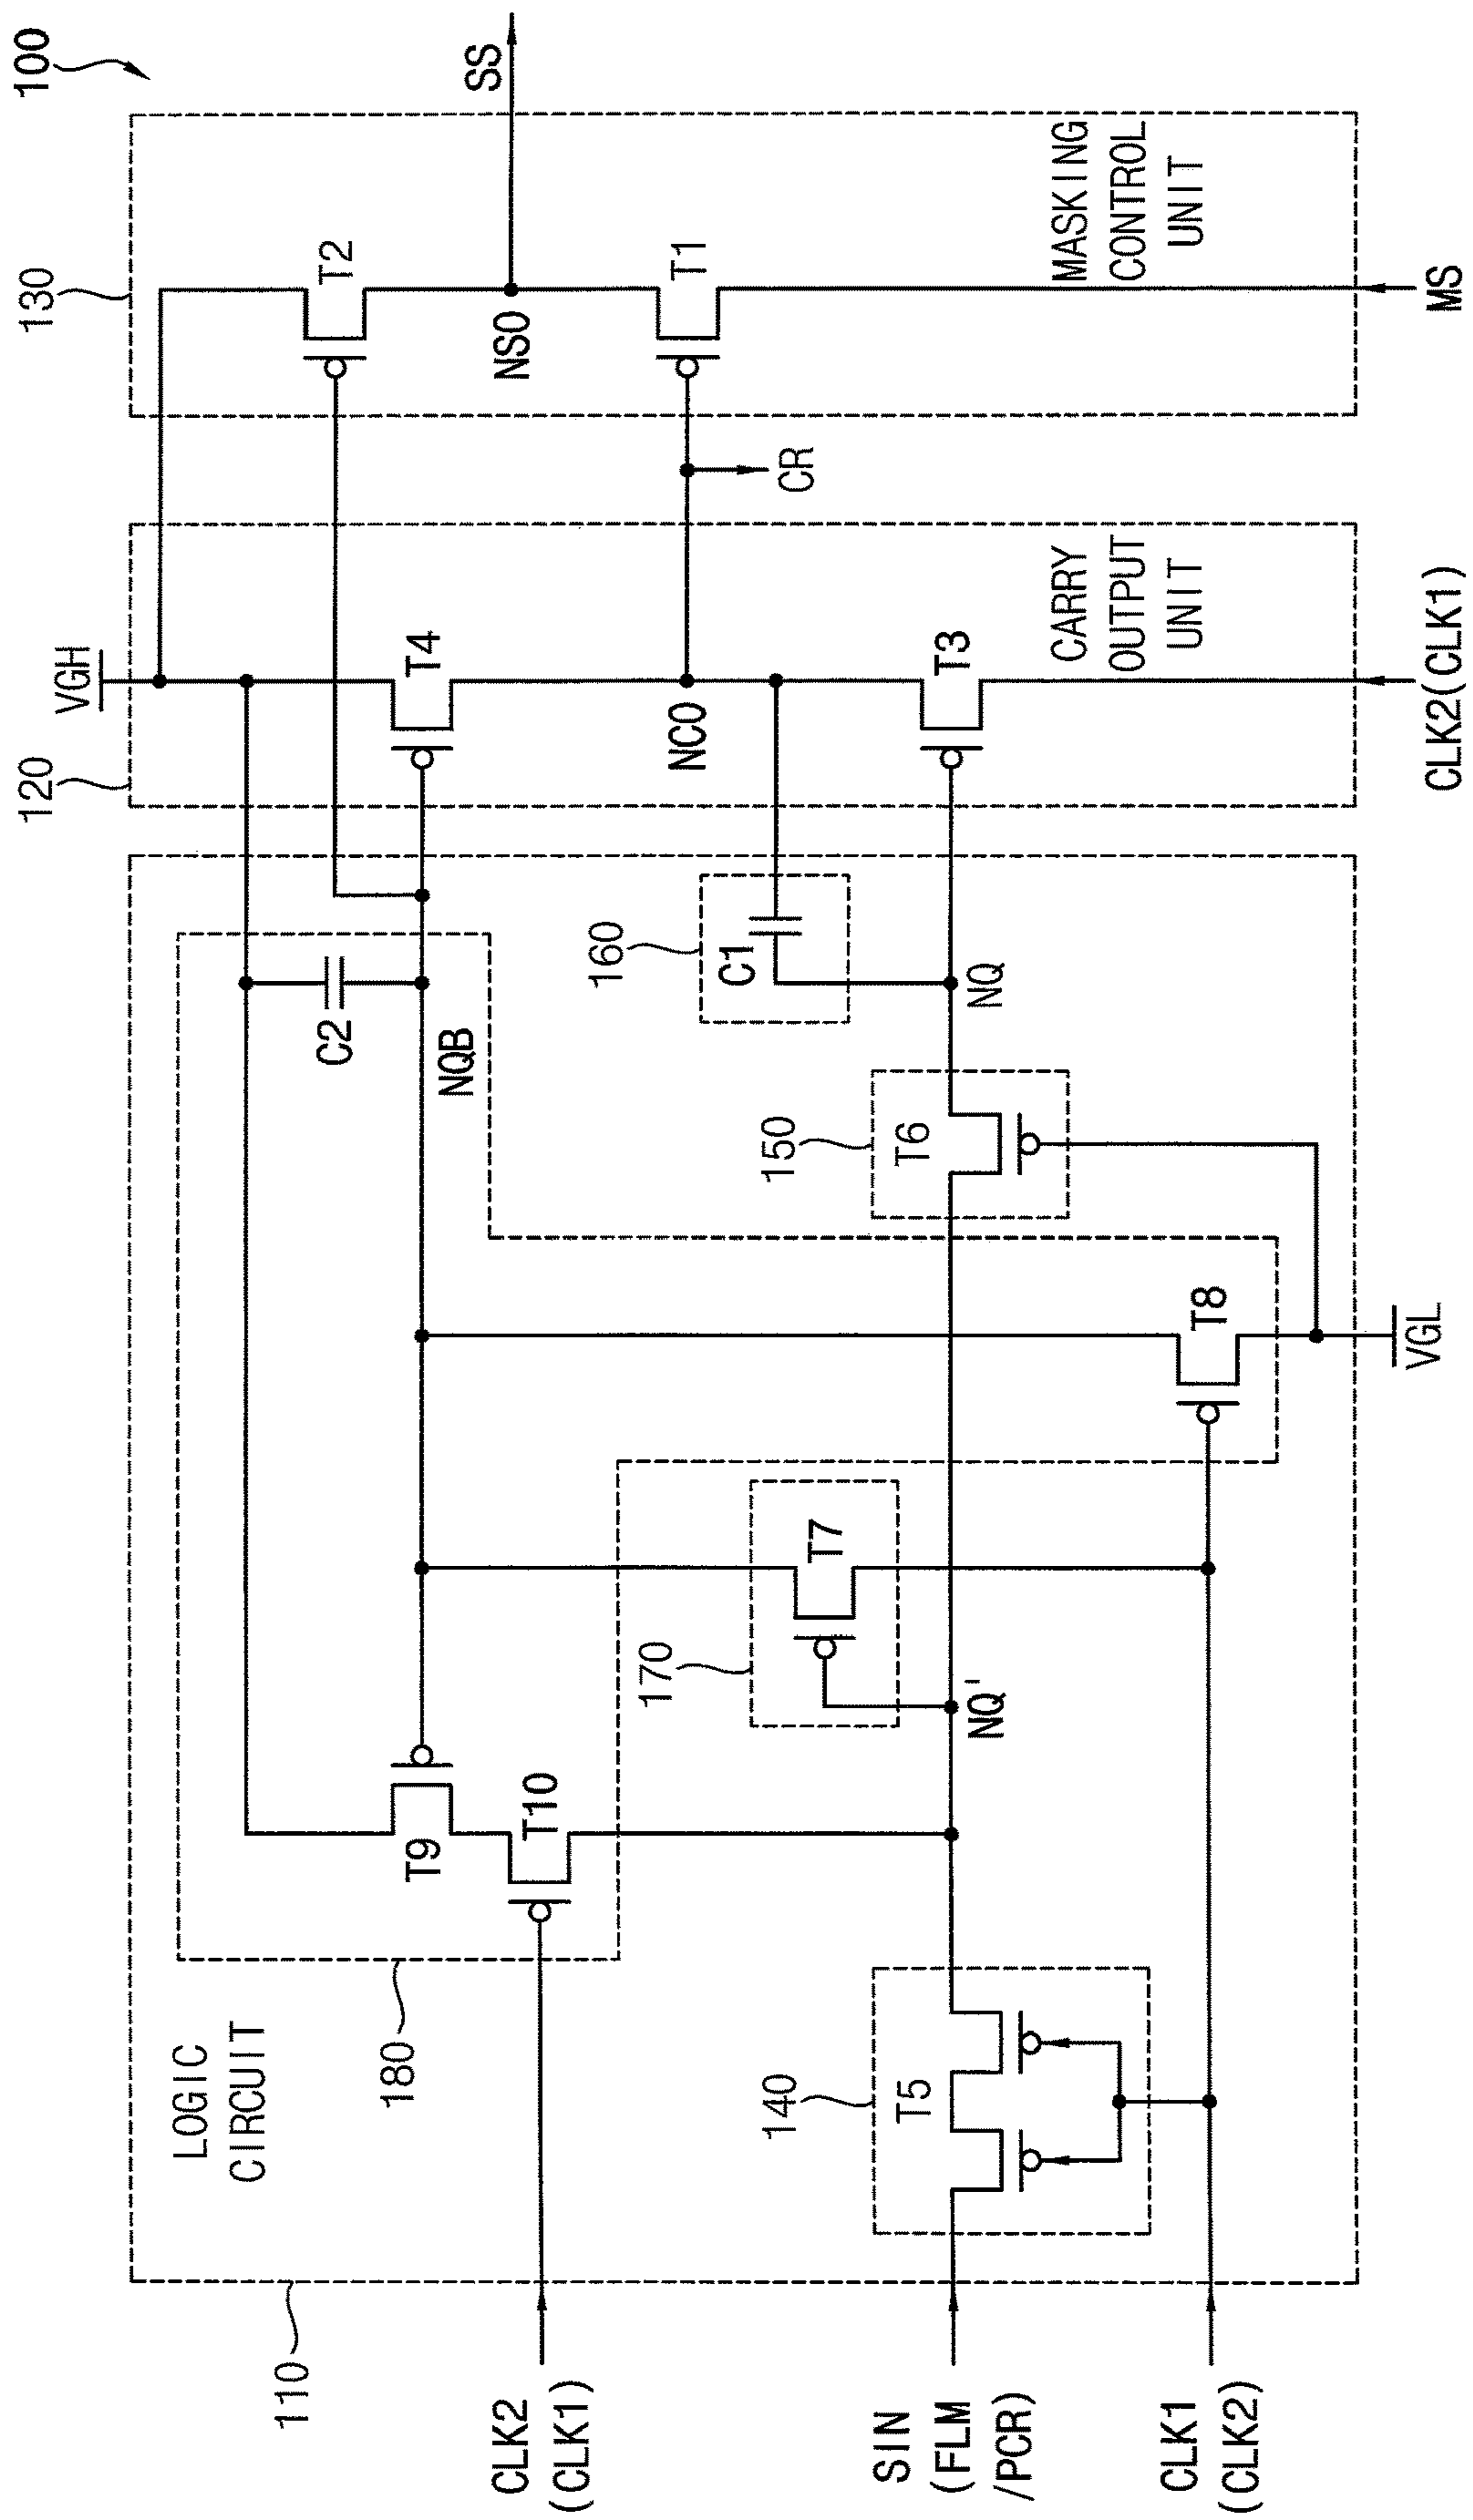 100
130
120
110
SS
T2
NSO
T1
MASKING
CONTROL
UNIT
MS
CR
VGH
T4
NCO
T3
CARRY
OUTPUT
UNIT
CLK2(CLK1)
160
C1
C2
NQB
NQ
150
T6
T8
VGL
170
T7
NQ'
T9
T10
180
LOGIC
CIRCUIT
140
T5
CLK2
(CLK1)
SIN
(FLM
/PCR)
CLK1
(CLK2)